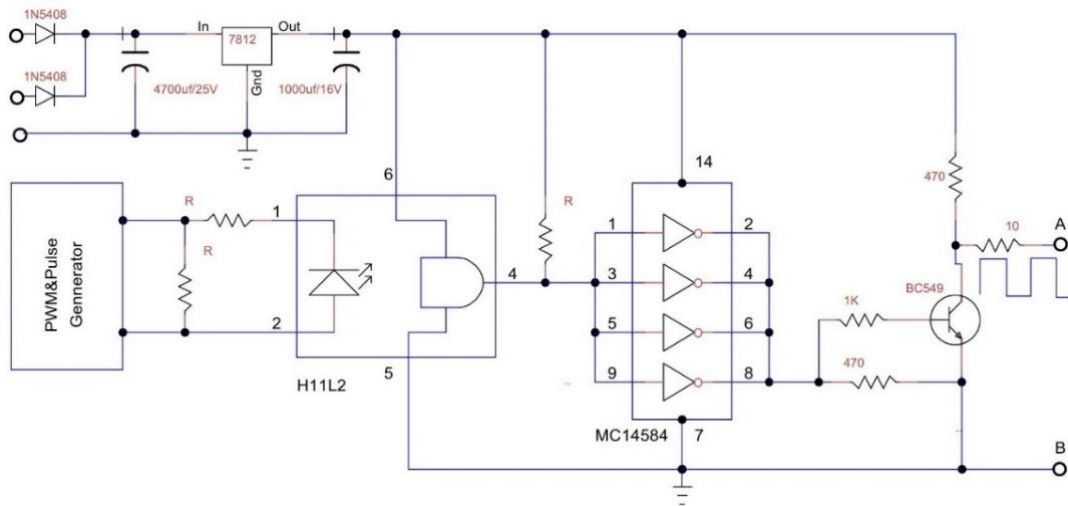 1N5408
1N5408
In
7812
Out
Gnd
4700uf/25V
1000uf/16V
PWM&Pulse
Gennerator
R
R
1
2
6
4
5
H11L2
R
14
1
2
3
4
5
6
9
8
MC14584
7
470
10
A
BC549
1K
470
B